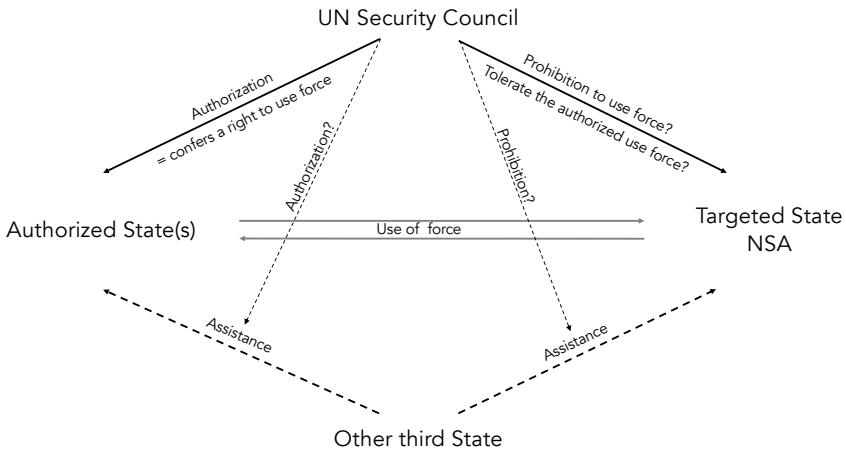 UN Security Council
Authorization
= confers a right to use force
Prohibition to use force?
Tolerate the authorized use force?
Authorization?
Prohibition?
Authorized State(s)
Use of force
Targeted State
NSA
Assistance
Assistance
Other third State